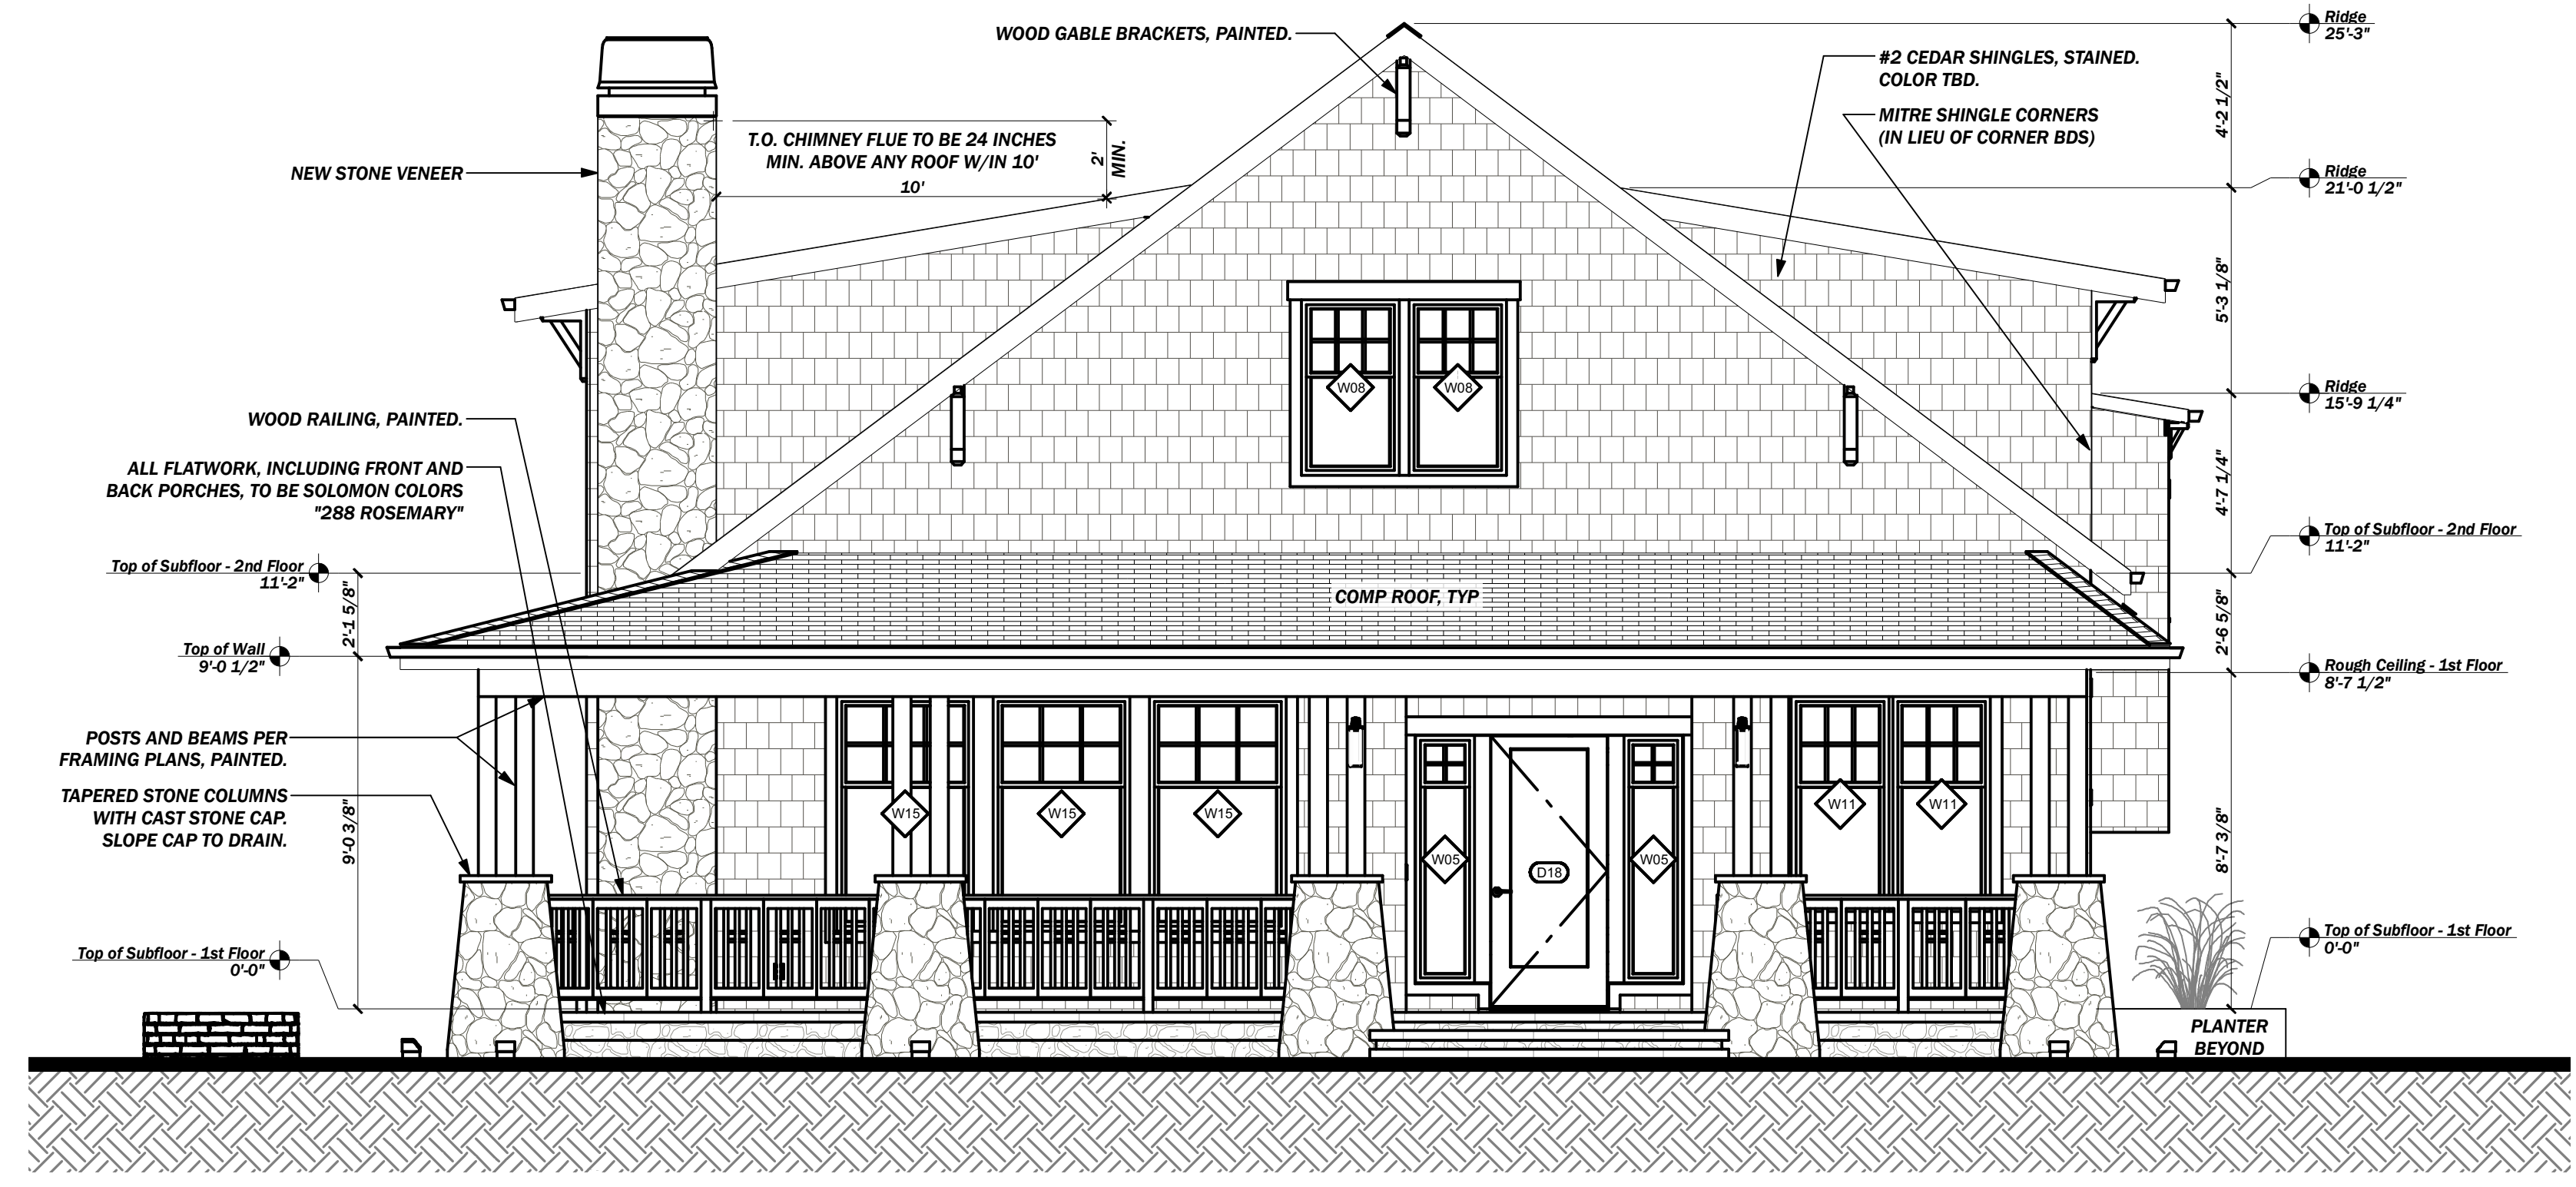 WOOD GABLE BRACKETS, PAINTED.
Ridge
25'-3"
#2 CEDAR SHINGLES, STAINED.
COLOR TBD.
4'-2 1/2"
MITRE SHINGLE CORNERS
(IN LIEU OF CORNER BDS)
T.O. CHIMNEY FLUE TO BE 24 INCHES
MIN. ABOVE ANY ROOF W/IN 10'
2'
MIN.
10'
NEW STONE VENEER
Ridge
21'-0 1/2"
5'-3 1/8"
W08
W08
Ridge
15'-9 1/4"
WOOD RAILING, PAINTED.
ALL FLATWORK, INCLUDING FRONT AND
BACK PORCHES, TO BE SOLOMON COLORS
"288 ROSEMARY"
4'-7 1/4"
Top of Subfloor - 2nd Floor
11'-2"
Top of Subfloor - 2nd Floor
11'-2"
2'-1 5/8"
COMP ROOF, TYP
2'-6 5/8"
Top of Wall
9'-0 1/2"
Rough Ceiling - 1st Floor
8'-7 1/2"
POSTS AND BEAMS PER
FRAMING PLANS, PAINTED.
TAPERED STONE COLUMNS
WITH CAST STONE CAP.
SLOPE CAP TO DRAIN.
9'-0 3/8"
W15
W15
W15
W05
D18
W05
W11
W11
8'-7 3/8"
Top of Subfloor - 1st Floor
0'-0"
Top of Subfloor - 1st Floor
0'-0"
PLANTER
BEYOND